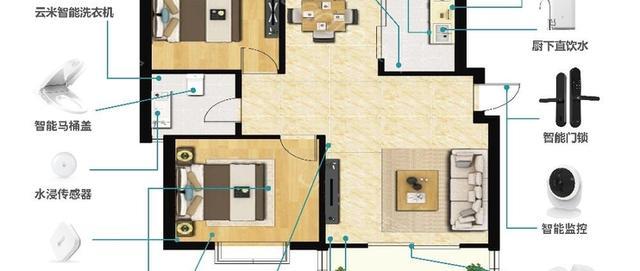 云米智能洗衣机
厨下直饮水
智能马桶盖
智能门锁
水浸传感器
智能监控